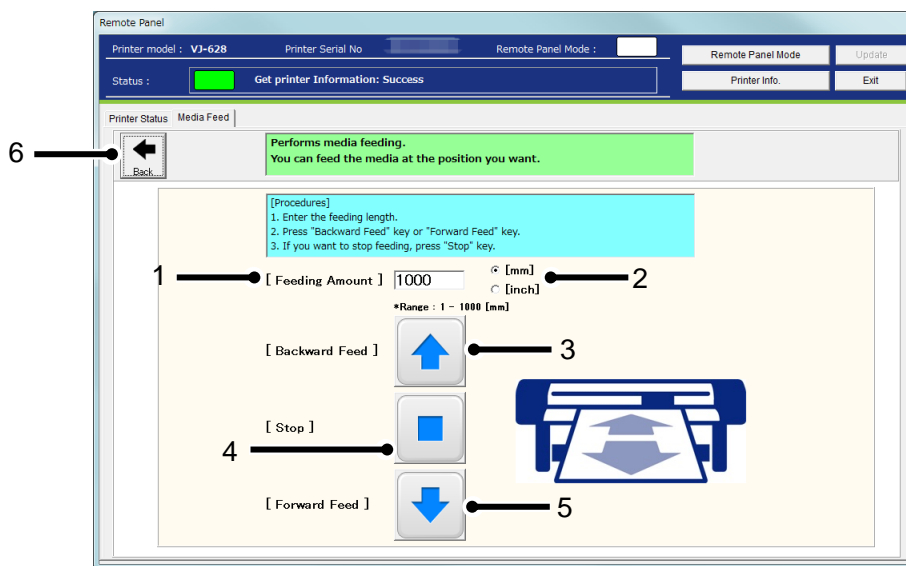 Remote Panel
Printer model : VJ-628 Printer Serial No Remote Panel Mode :
Remote Panel Mode Update
Status : Get printer Information: Success
Printer Info. Exit
Printer Status Media Feed
6
Back
Performs media feeding.
You can feed the media at the position you want.
[Procedures]
1. Enter the feeding length.
2. Press "Backward Feed" key or "Forward Feed" key.
3. If you want to stop feeding, press "Stop" key.
1 [ Feeding Amount ] 1000 [mm] 2
[inch]
*Range : 1 - 1000 [mm]
[ Backward Feed ] 3
[ Stop ]
4
[ Forward Feed ] 5